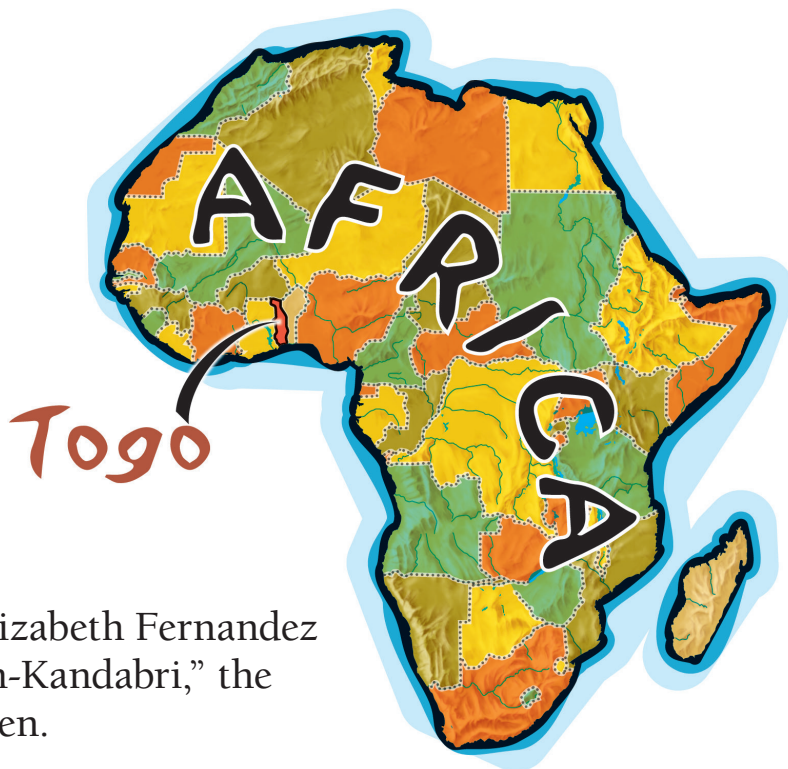 AFRICA
Togo
izabeth Fernandez
n-Kandabri,” the
en.